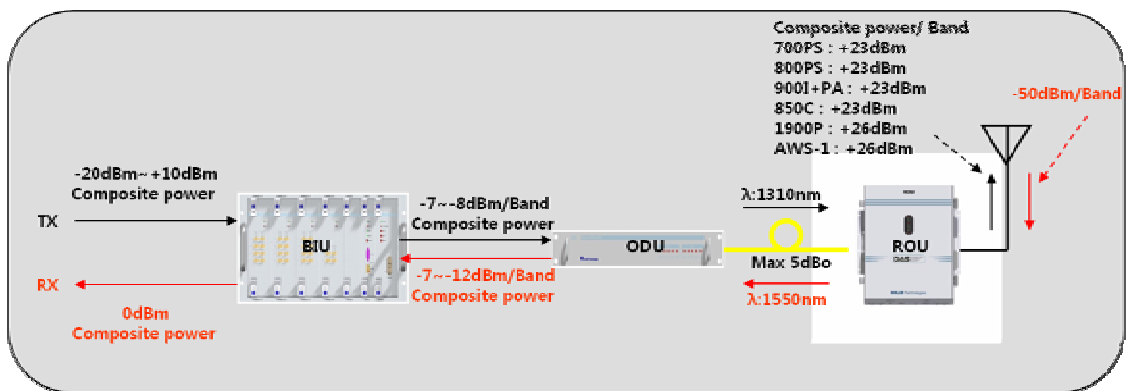 Composite power/ Band
700PS : +23dBm
800PS : +23dBm
900I+PA : +23dBm
850C : +23dBm
1900P : +26dBm
AWS-1 : +26dBm
-50dBm/Band
-20dBm~+10dBm
Composite power
TX
BIU
-7~-8dBm/Band
Composite power
ODU
λ:1310nm
Max 5dBo
ROU
DAS
RX
0dBm
Composite power
-7~-12dBm/Band
Composite power
λ:1550nm